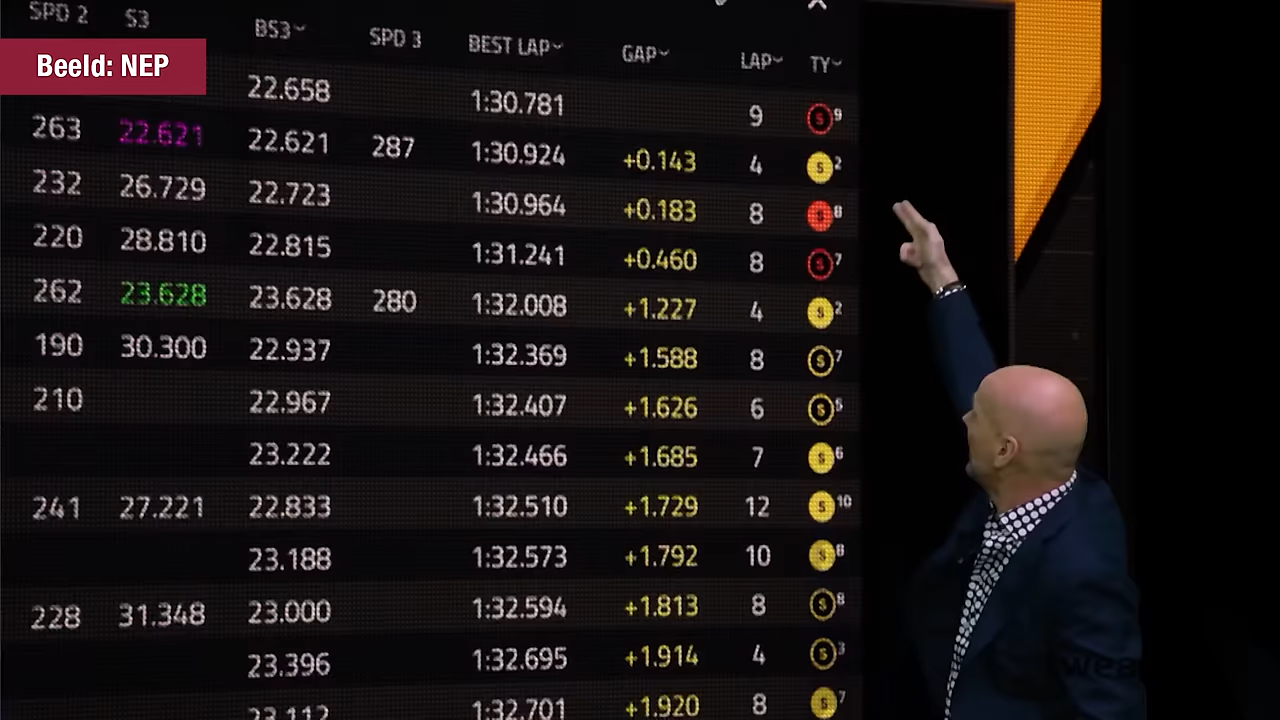 SPD 2 S3 BS3 SPD 3 BEST LAP GAP LAP TY
Beeld: NEP
22.658 1:30.781 9 S 9
263 22.621 22.621 287 1:30.924 +0.143 4 S 2
232 26.729 22.723 1:30.964 +0.183 8 S 8
220 28.810 22.815 1:31.241 +0.460 8 S 7
262 23.628 23.628 280 1:32.008 +1.227 4 S 2
190 30.300 22.937 1:32.369 +1.588 8 S 7
210 22.967 1:32.407 +1.626 6 S 5
23.222 1:32.466 +1.685 7 S 6
241 27.221 22.833 1:32.510 +1.729 12 S 10
23.188 1:32.573 +1.792 10 S 8
228 31.348 23.000 1:32.594 +1.813 8 S 8
23.396 1:32.695 +1.914 4 S 3
23.112 1:32.701 +1.920 8 S 7